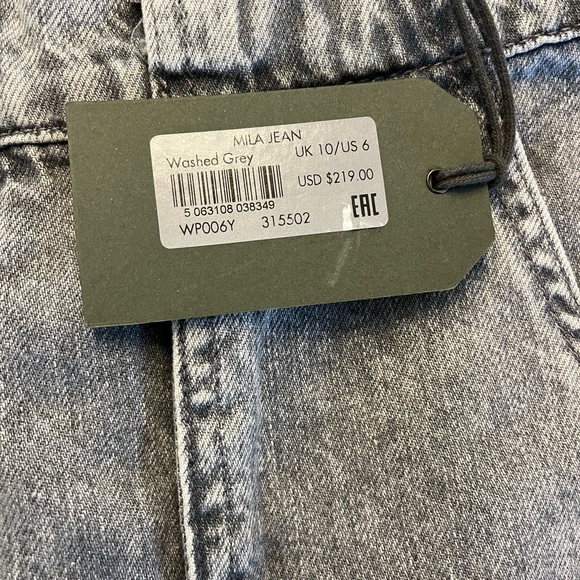 MILA JEAN
Washed Grey UK 10/US 6
USD $219.00
5 063108 038349
WP006Y 315502 EAC